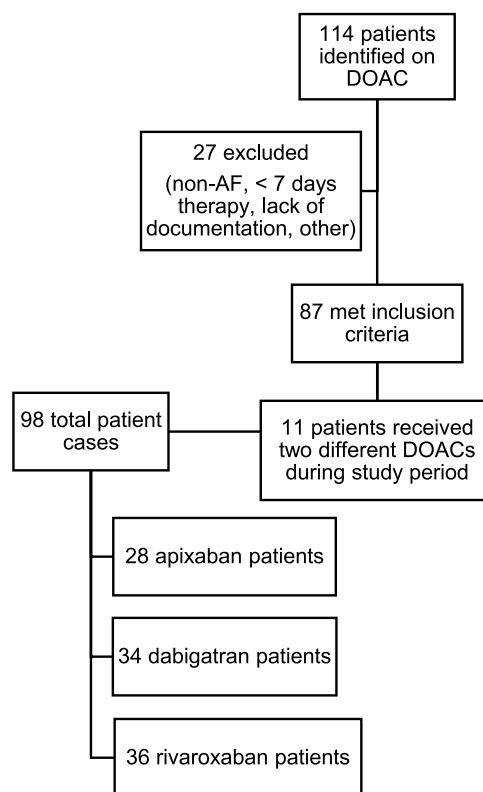 114 patients
identified on
DOAC
27 excluded
(non-AF, < 7 days
therapy, lack of
documentation, other)
87 met inclusion
criteria
98 total patient
cases
11 patients received
two different DOACs
during study period
28 apixaban patients
34 dabigatran patients
36 rivaroxaban patients